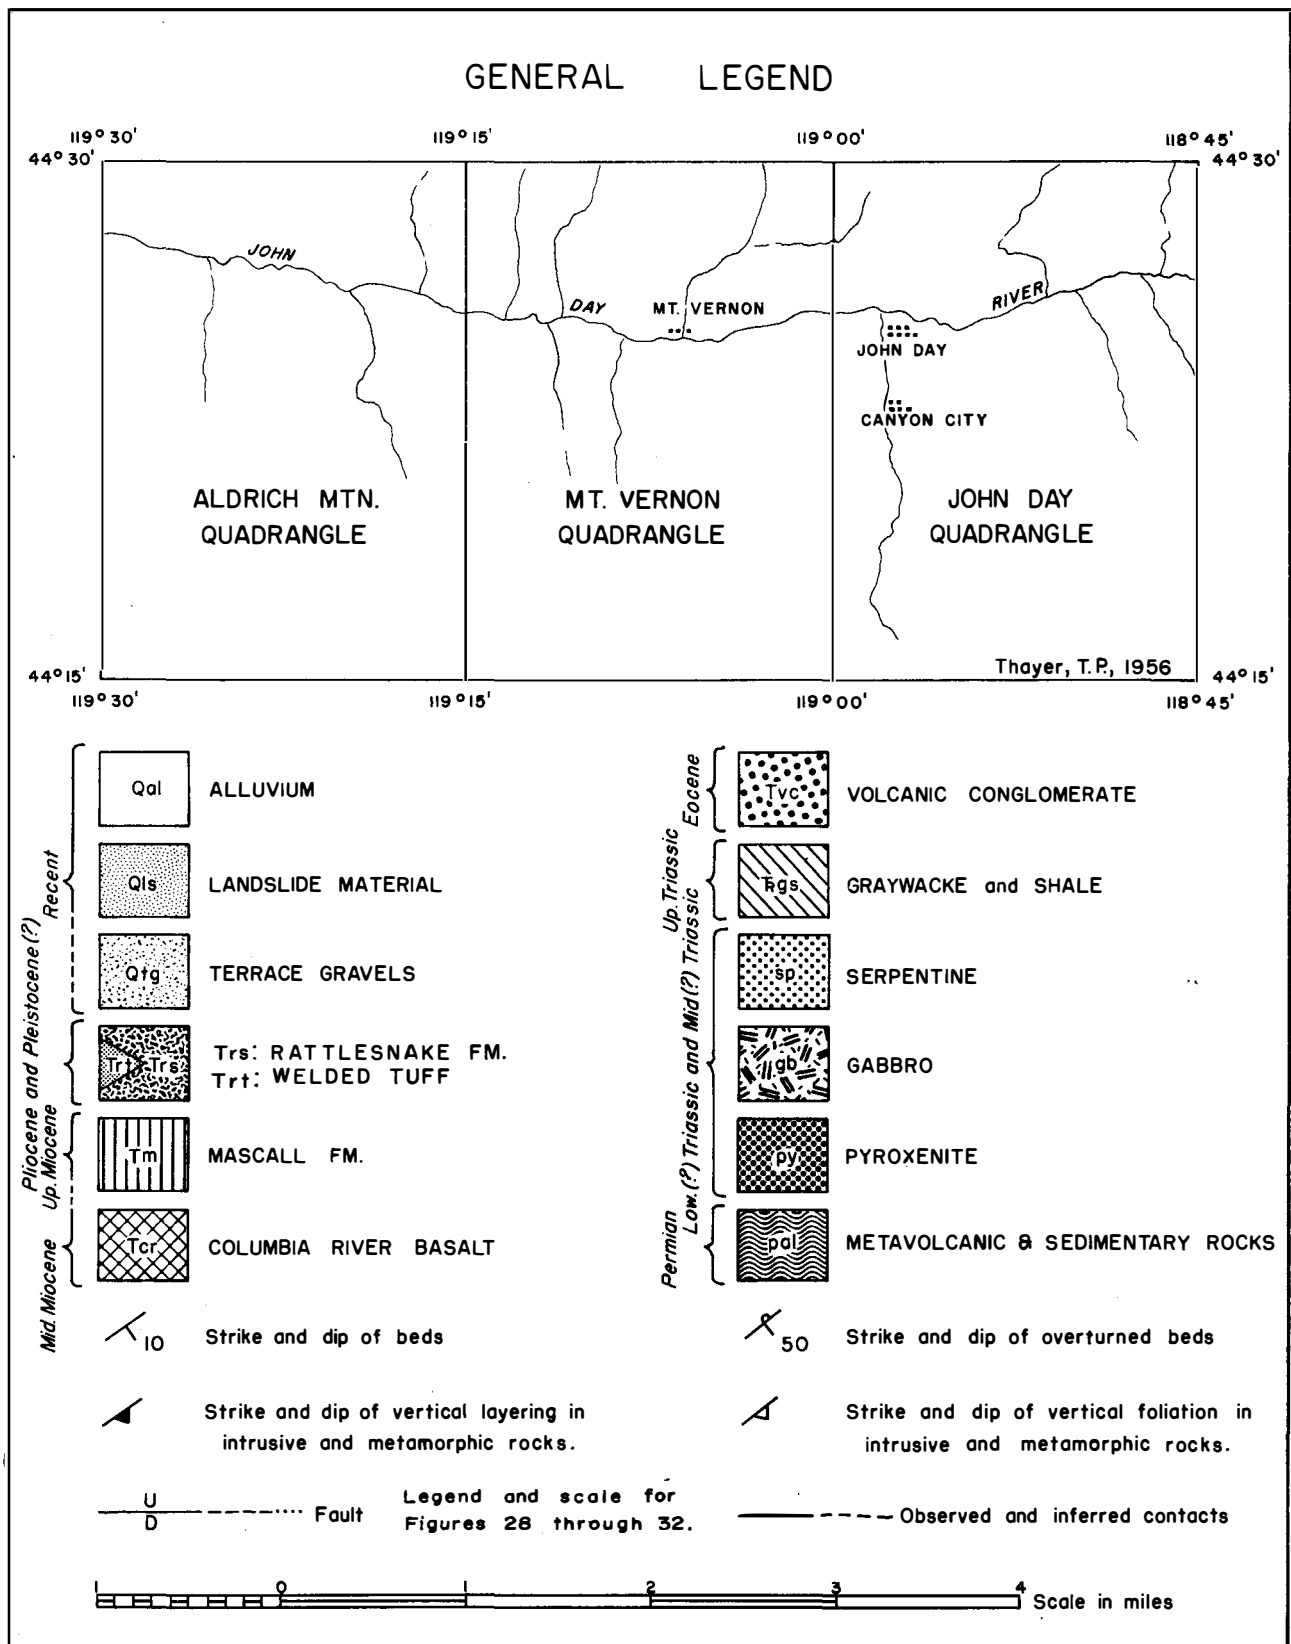 GENERAL LEGEND
119° 30' 119° 15' 119° 00' 118° 45'
44° 30' 44° 30'
JOHN
DAY
RIVER
MT. VERNON
JOHN DAY
CANYON CITY
ALDRICH MTN.
QUADRANGLE
MT. VERNON
QUADRANGLE
JOHN DAY
QUADRANGLE
Thayer, T.P., 1956
44° 15' 44° 15'
119° 30' 119° 15' 119° 00' 118° 45'
Recent
Qal ALLUVIUM
Qls LANDSLIDE MATERIAL
Qtg TERRACE GRAVELS
Pliocene and Pleistocene(?)
Trt Trs
Trs: RATTLESNAKE FM.
Trt: WELDED TUFF
Up. Miocene
Tm MASCALL FM.
Mid. Miocene
Tcr COLUMBIA RIVER BASALT
Eocene
Tvc VOLCANIC CONGLOMERATE
Up. Triassic
Ʀgs GRAYWACKE and SHALE
Low.(?) Triassic and Mid(?) Triassic
sp SERPENTINE
gb GABBRO
py PYROXENITE
Permian
pal METAVOLCANIC & SEDIMENTARY ROCKS
10 Strike and dip of beds
50 Strike and dip of overturned beds
Strike and dip of vertical layering in
intrusive and metamorphic rocks.
Strike and dip of vertical foliation in
intrusive and metamorphic rocks.
U
D
Fault
Legend and scale for
Figures 28 through 32.
Observed and inferred contacts
1 0 1 2 3 4
Scale in miles